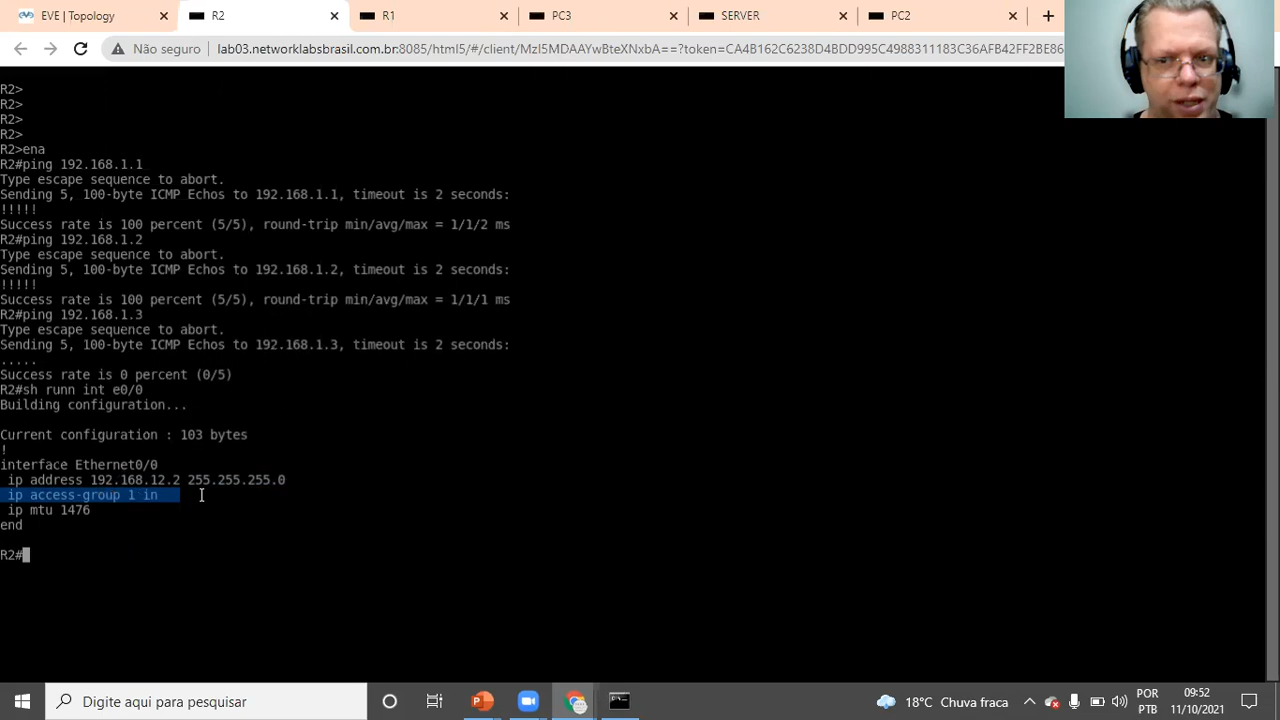 EVE | Topology
R2
R1
PC3
SERVER
PC2
Não seguro
lab03.networklabsbrasil.com.br:8085/html5/#/client/MzI5MDAAYwBteXNxbA==?token=CA4B162C6238D4BDD995C4988311183C36AFB42FF2BE86
R2>
R2>
R2>
R2>
R2>ena
R2#ping 192.168.1.1
Type escape sequence to abort.
Sending 5, 100-byte ICMP Echos to 192.168.1.1, timeout is 2 seconds:
!!!!!
Success rate is 100 percent (5/5), round-trip min/avg/max = 1/1/2 ms
R2#ping 192.168.1.2
Type escape sequence to abort.
Sending 5, 100-byte ICMP Echos to 192.168.1.2, timeout is 2 seconds:
!!!!!
Success rate is 100 percent (5/5), round-trip min/avg/max = 1/1/1 ms
R2#ping 192.168.1.3
Type escape sequence to abort.
Sending 5, 100-byte ICMP Echos to 192.168.1.3, timeout is 2 seconds:
.....
Success rate is 0 percent (0/5)
R2#sh runn int e0/0
Building configuration...
Current configuration : 103 bytes
!
interface Ethernet0/0
ip address 192.168.12.2 255.255.255.0
ip access-group 1 in
ip mtu 1476
end
R2#
Digite aqui para pesquisar
18°C Chuva fraca
POR
PTB
09:52
11/10/2021